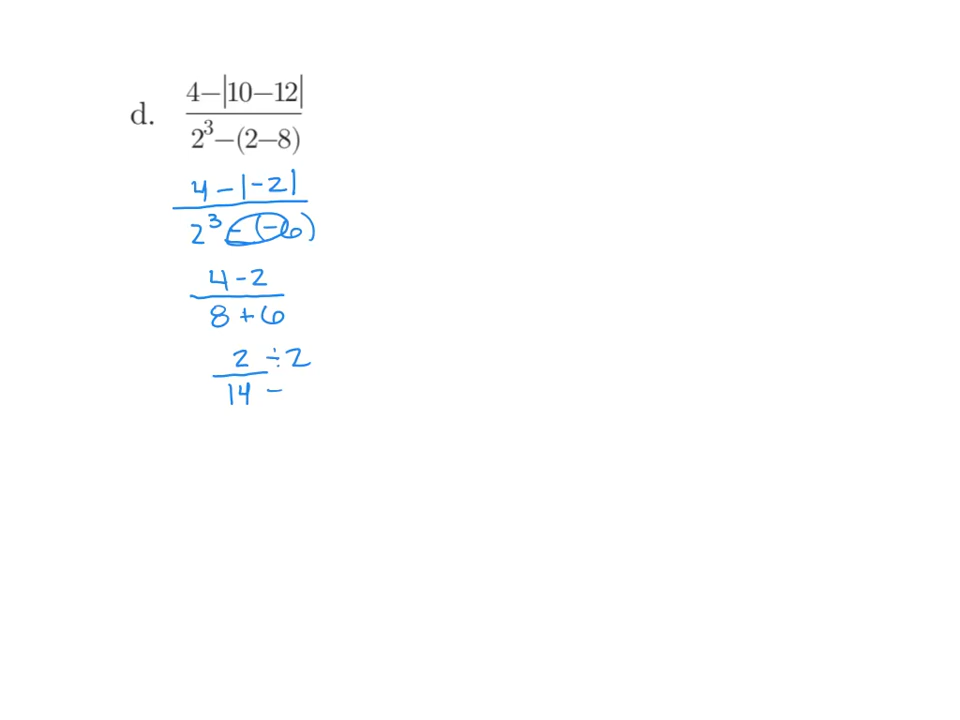 d. 4−|10−12|
2³−(2−8)
4 - |-2|
2³ - (-6)
4 - 2
8 + 6
2 ÷ 2
14 -